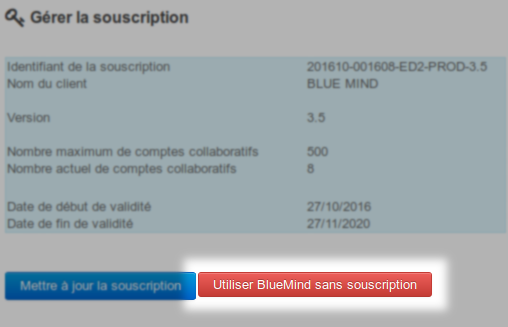 Gérer la souscription
Identifiant de la souscription 201610-001608-ED2-PROD-3.5
Nom du client BLUE MIND
Version 3.5
Nombre maximum de comptes collaboratifs 500
Nombre actuel de comptes collaboratifs 8
Date de début de validité 27/10/2016
Date de fin de validité 27/11/2020
Mettre à jour la souscription Utiliser BlueMind sans souscription